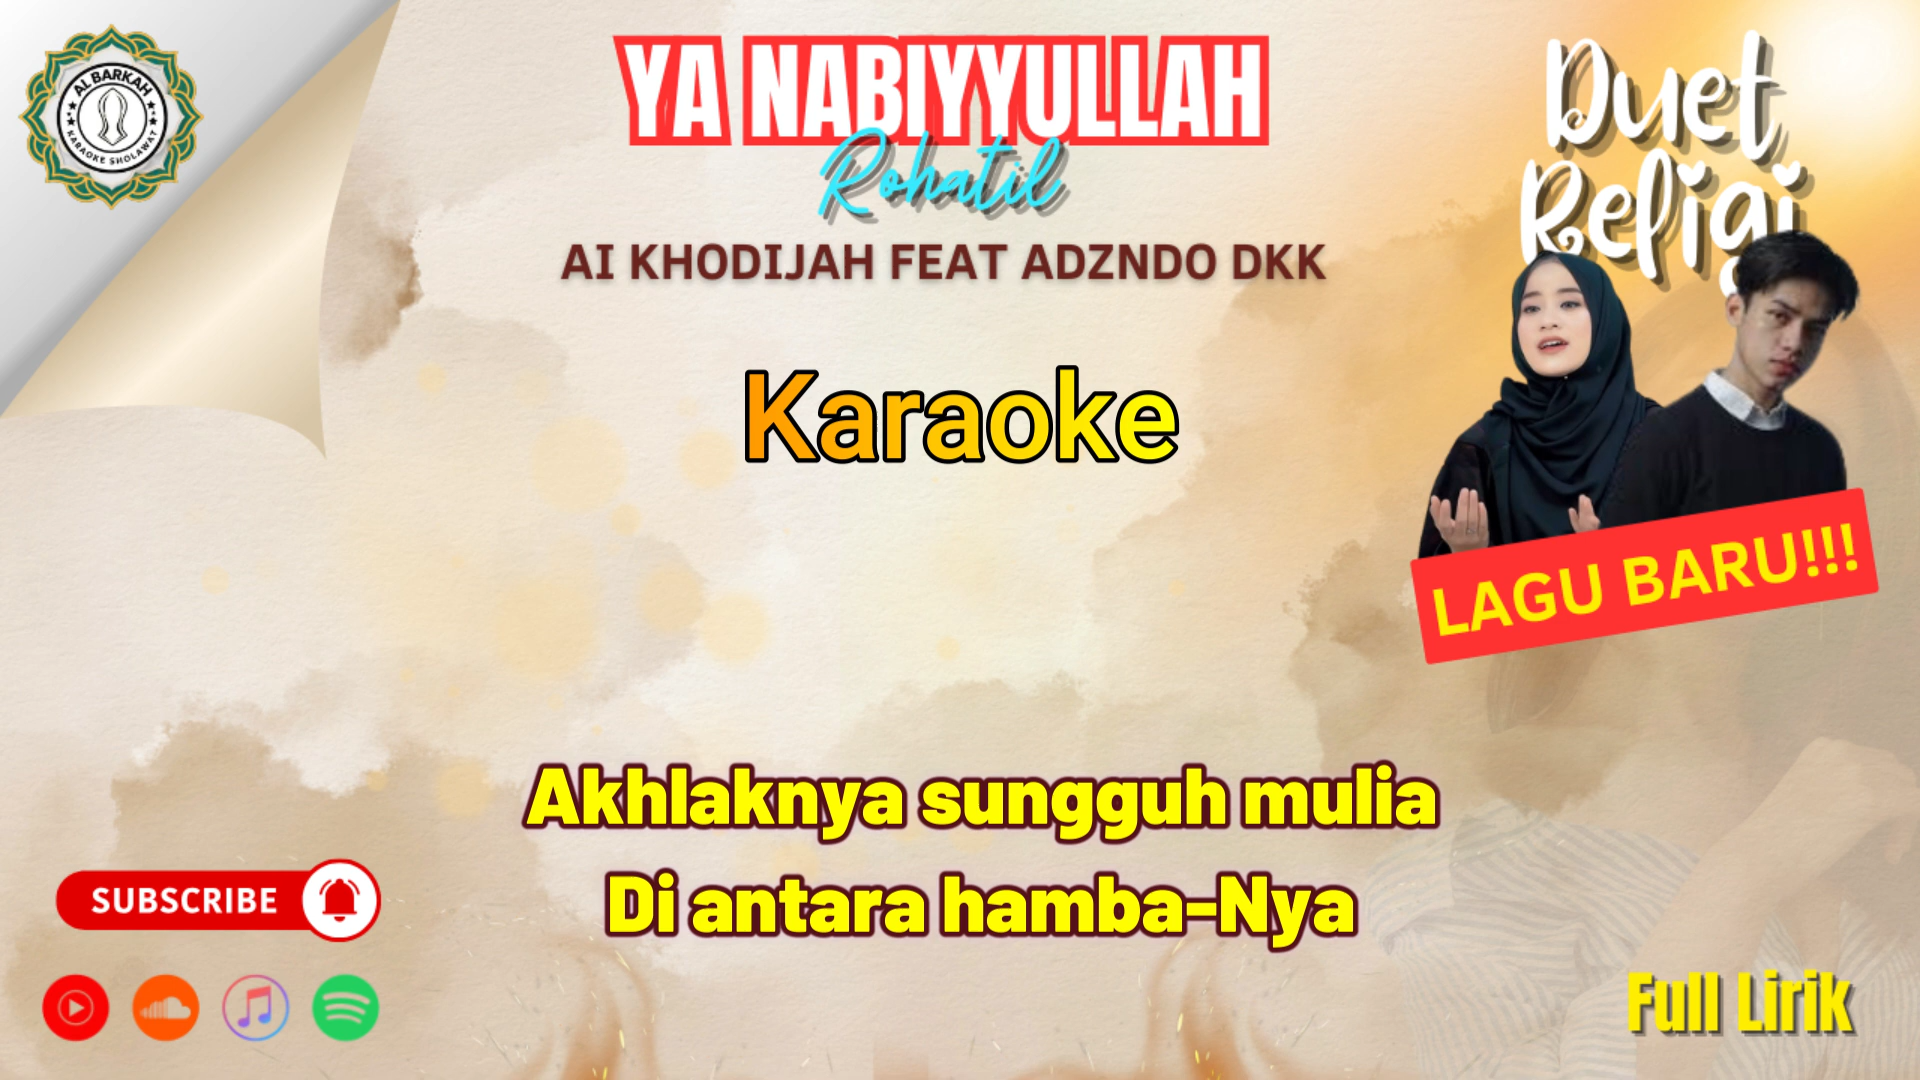 AL BARKAH
KARAOKE SHOLAWAT
YA NABIYYULLAH
Rohatil
AI KHODIJAH FEAT ADZNDO DKK
Duet
Religi
Karaoke
LAGU BARU!!!
Akhlaknya sungguh mulia
Di antara hamba-Nya
SUBSCRIBE
Full Lirik